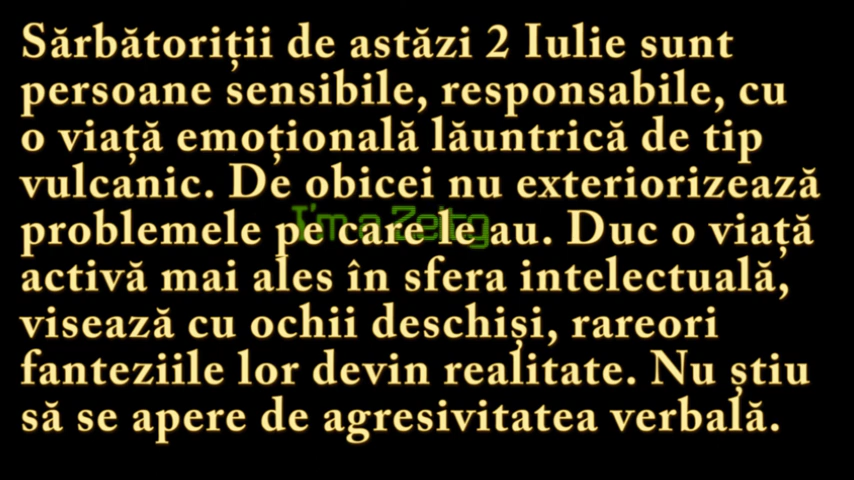 Sărbătoriții de astăzi 2 Iulie sunt
persoane sensibile, responsabile, cu
o viață emoțională lăuntrică de tip
vulcanic. De obicei nu exteriorizează
problemele pe care le au. Duc o viață
activă mai ales în sfera intelectuală,
visează cu ochii deschiși, rareori
fanteziile lor devin realitate. Nu știu
să se apere de agresivitatea verbală.
I'm a Zeitg